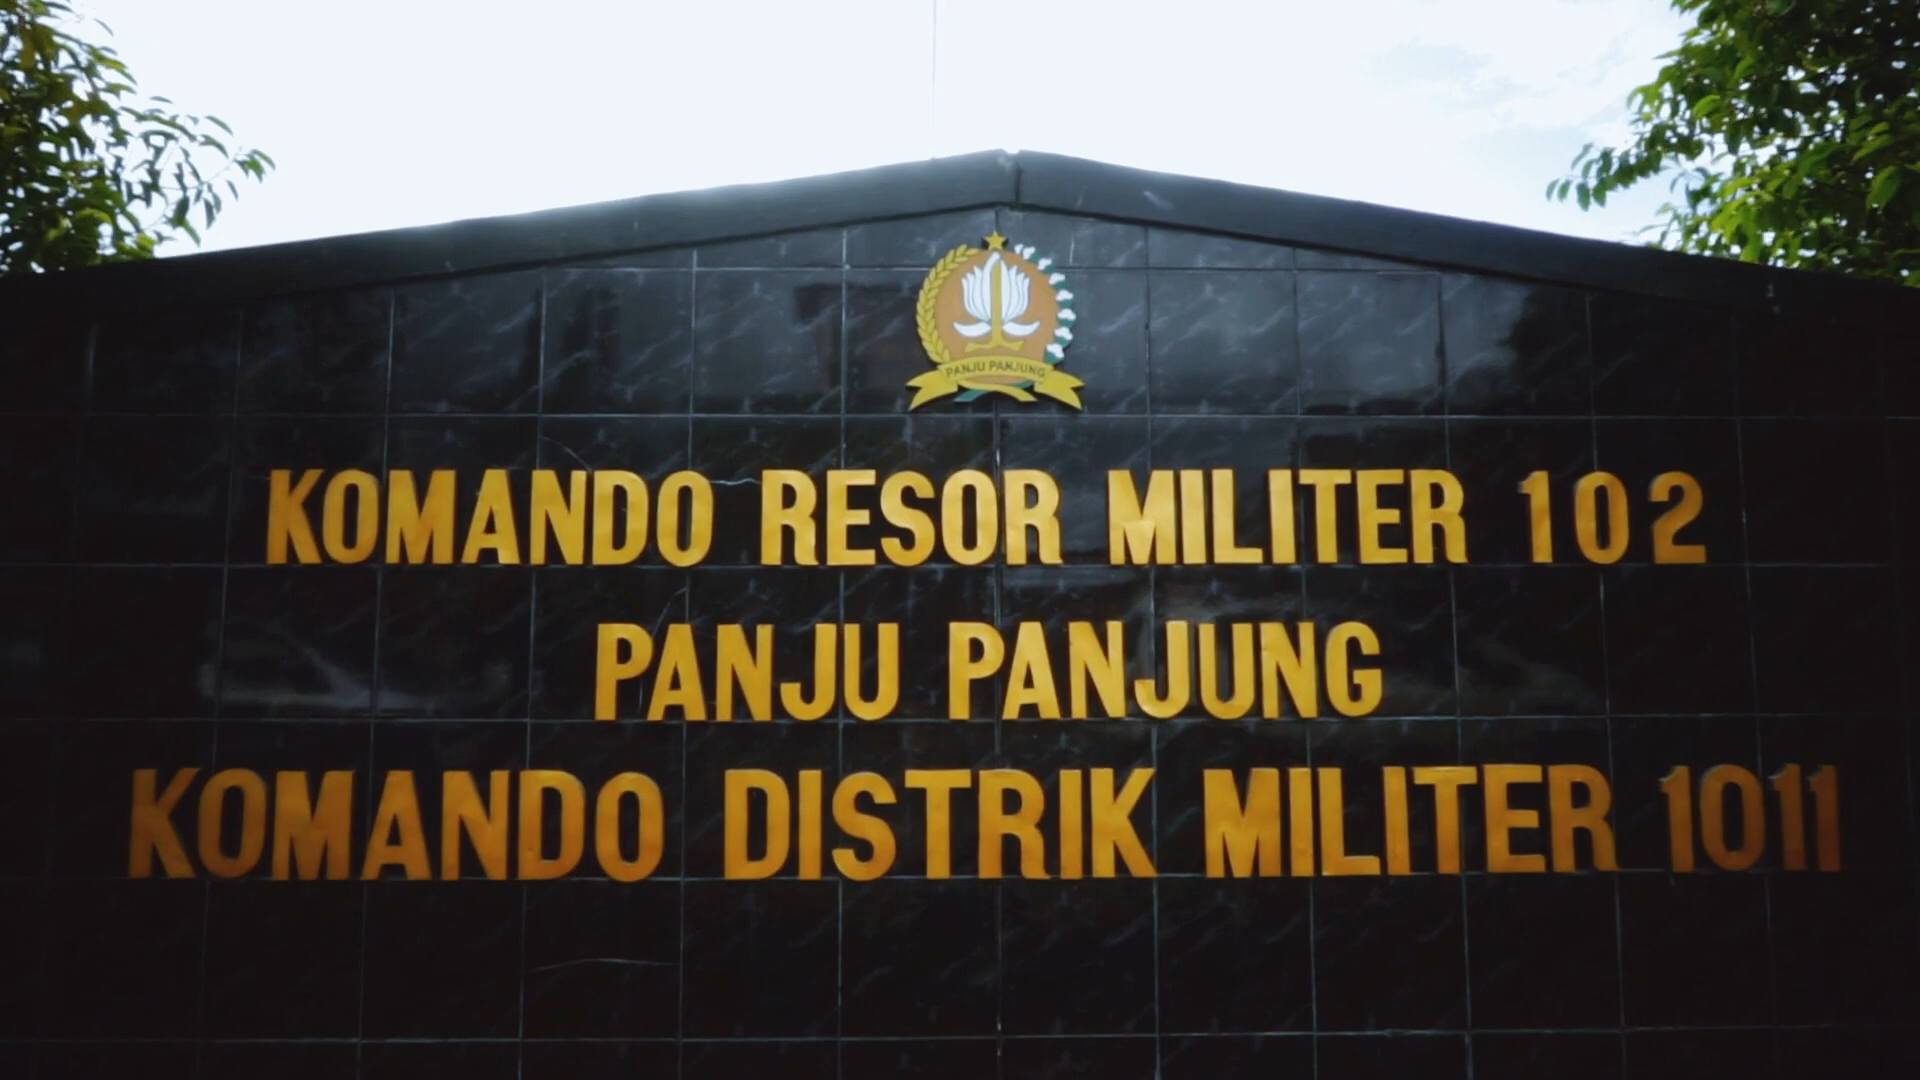 PANJU PANJUNG
KOMANDO RESOR MILITER 102
PANJU PANJUNG
KOMANDO DISTRIK MILITER 1011